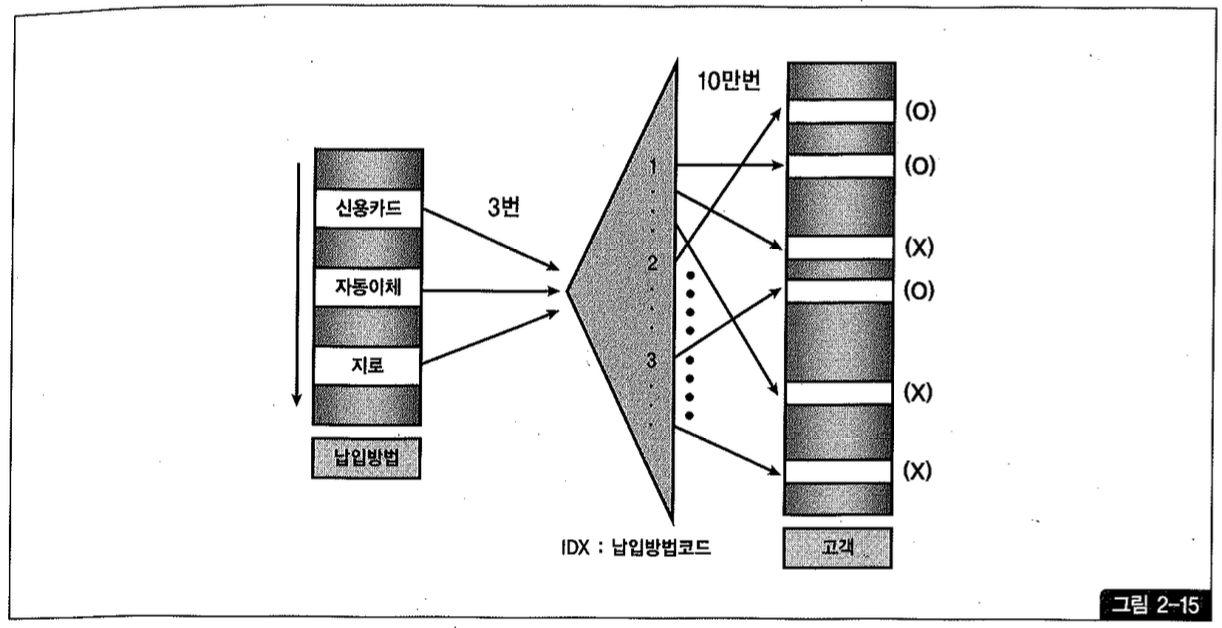 10만번
(O)
(O)
(X)
(O)
(X)
(X)
3번
신용카드
자동이체
지로
납입방법
1
2
3
IDX : 납입방법코드
고객
그림 2-15